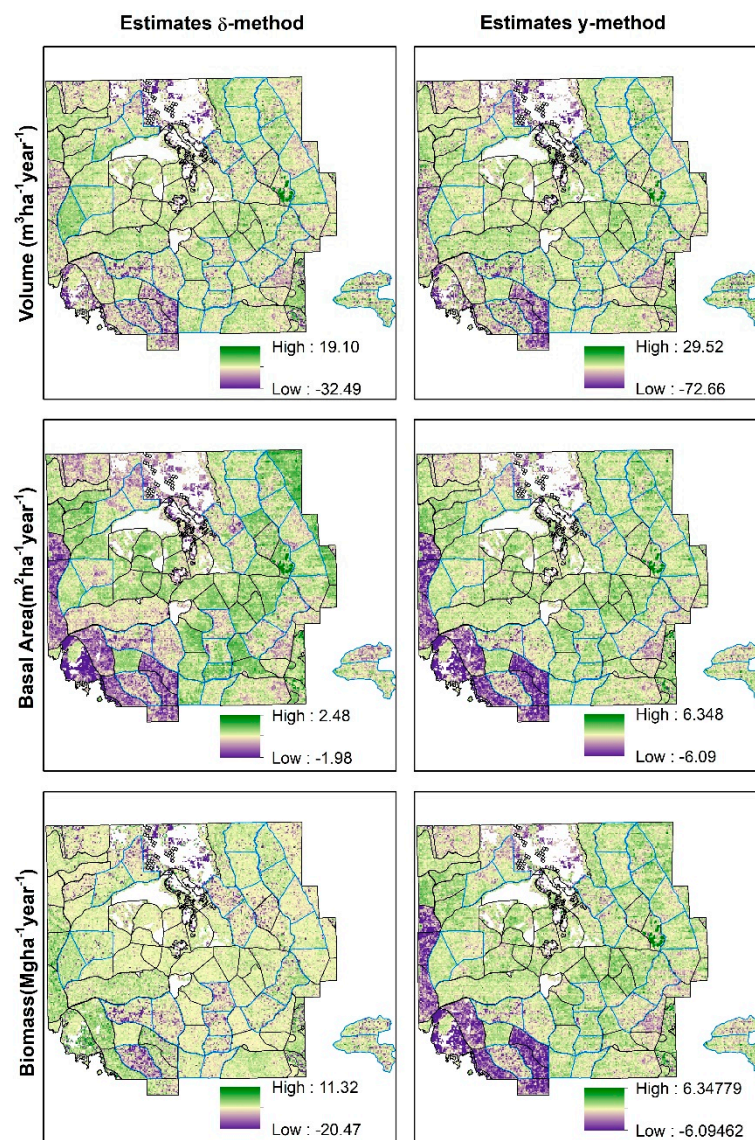 Estimates δ-method
Estimates y-method
Volume (m³ha⁻¹year⁻¹)
High : 19.10
Low : -32.49
High : 29.52
Low : -72.66
Basal Area(m²ha⁻¹year⁻¹)
High : 2.48
Low : -1.98
High : 6.348
Low : -6.09
Biomass(Mgha⁻¹year⁻¹)
High : 11.32
Low : -20.47
High : 6.34779
Low : -6.09462